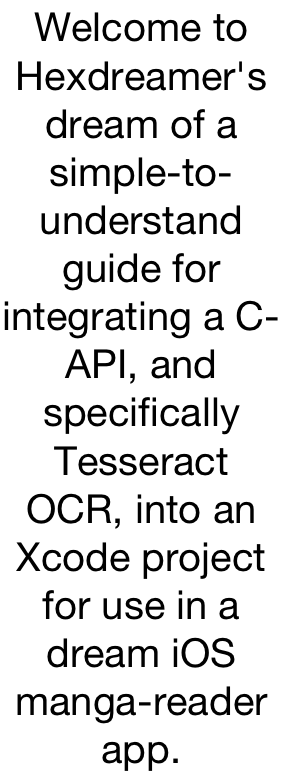 Welcome to
Hexdreamer's
dream of a
simple-to-
understand
guide for
integrating a C-
API, and
specifically
Tesseract
OCR, into an
Xcode project
for use in a
dream iOS
manga-reader
app.